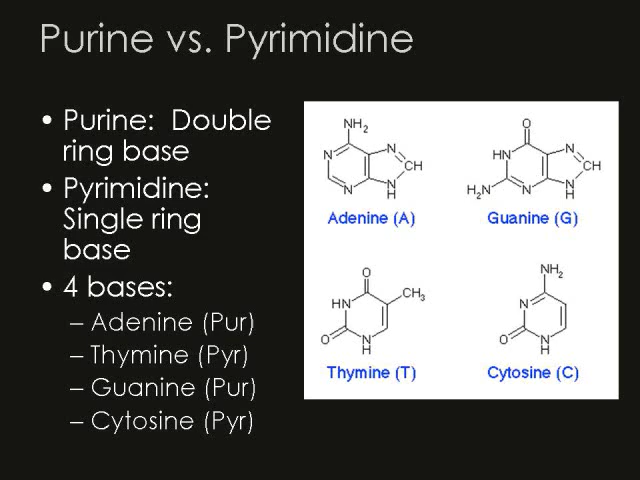 Purine vs. Pyrimidine
• Purine: Double
ring base
• Pyrimidine:
Single ring
base
• 4 bases:
– Adenine (Pur)
– Thymine (Pyr)
– Guanine (Pur)
– Cytosine (Pyr)
NH₂
N
N
CH
N
N
H
Adenine (A)
O
HN
N
CH
H₂N
N
N
H
Guanine (G)
O
HN
CH₃
O
N
H
Thymine (T)
NH₂
N
O
N
H
Cytosine (C)